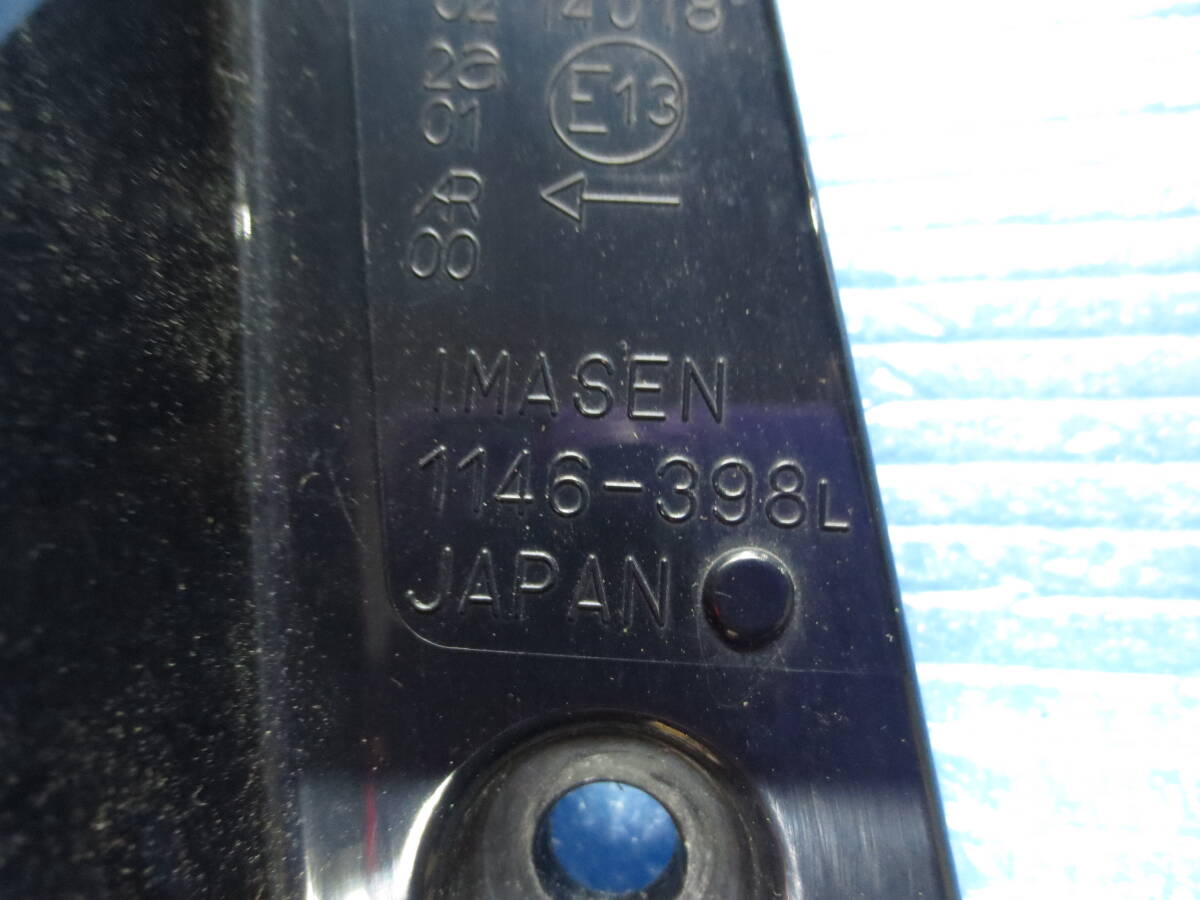 02 14018
2a
01 E13
AR
00
IMASEN
1146-398L
JAPAN